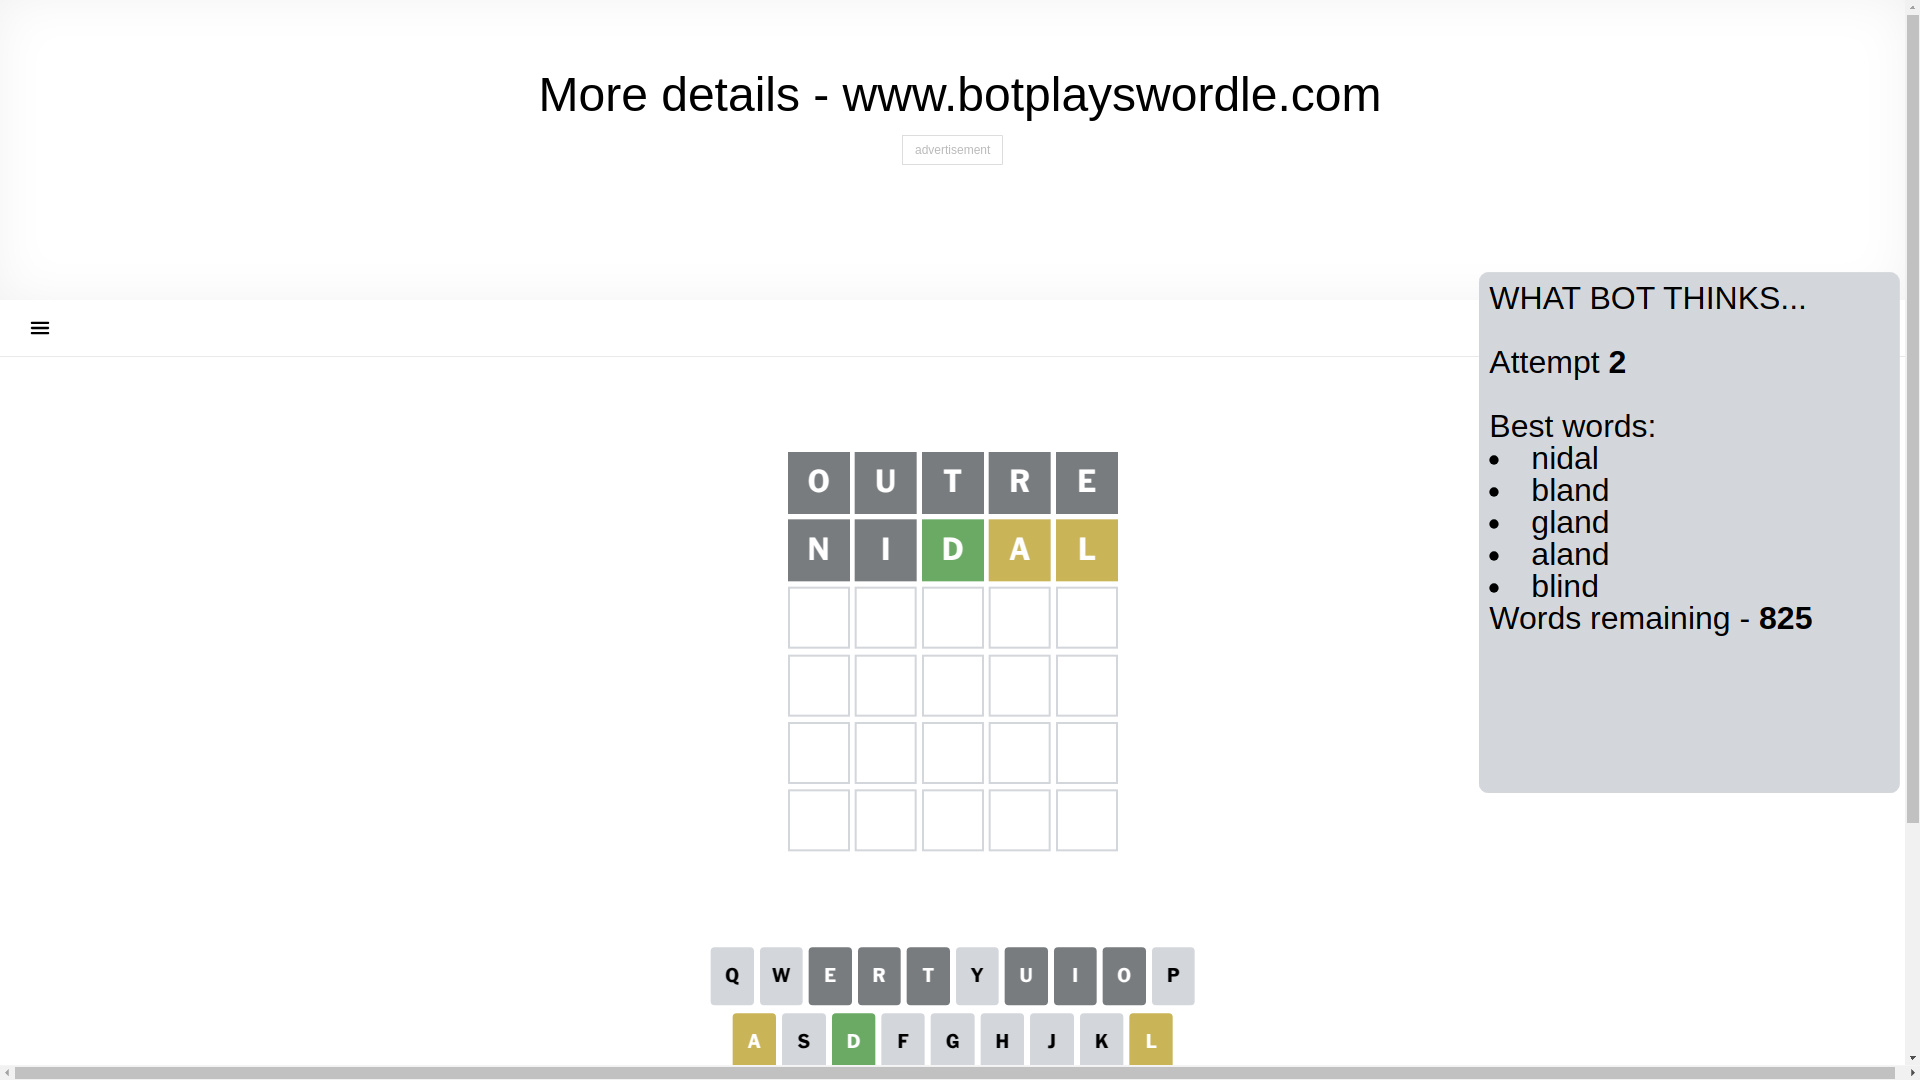 More details - www.botplayswordle.com
advertisement
WHAT BOT THINKS...
Attempt 2
Best words:
• nidal
• bland
• gland
• aland
• blind
Words remaining - 825
O U T R E
N I D A L
Q W E R T Y U I O P
A S D F G H J K L